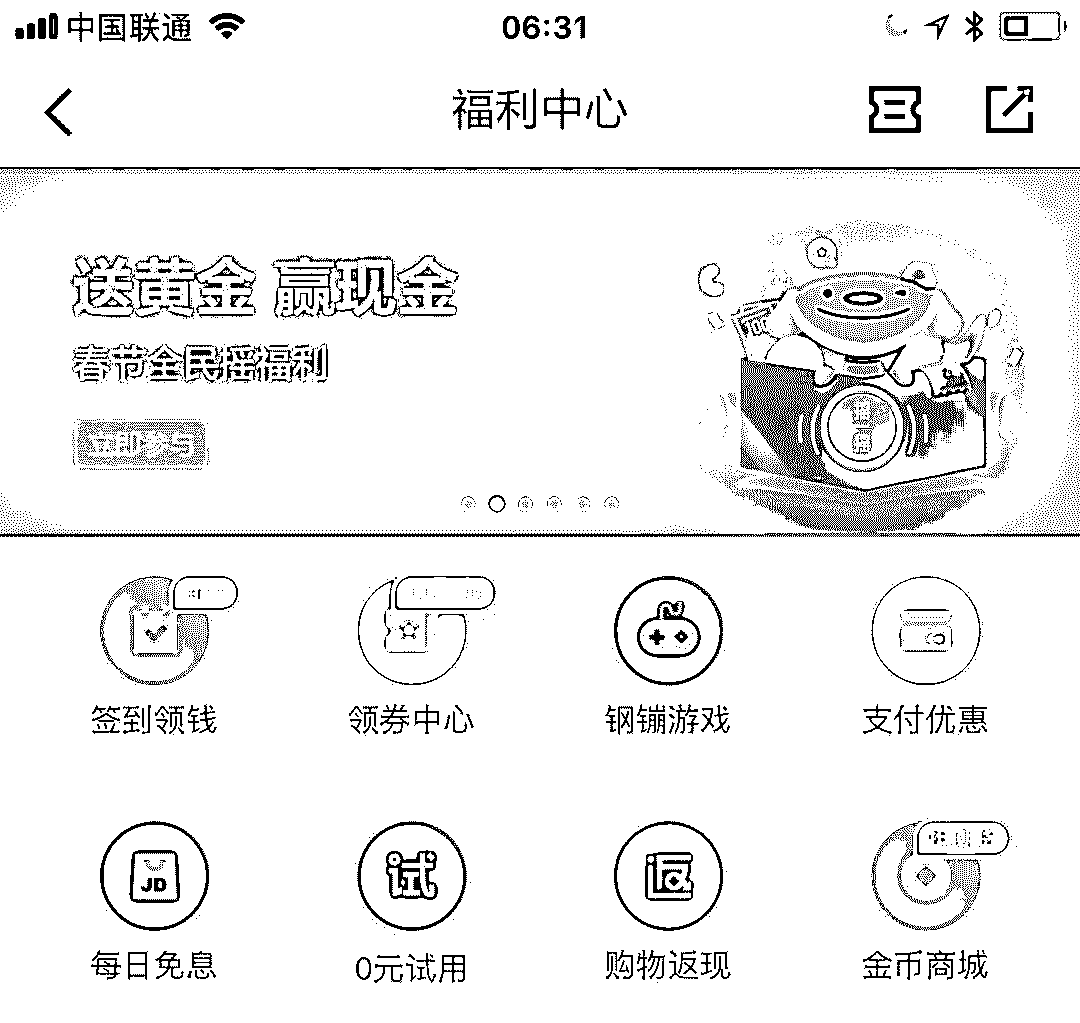 中国联通 06:31
福利中心
送黄金 赢现金
春节全民摇福利
立即参与
签到领钱 领券中心 钢镚游戏 支付优惠
JD 试 返
每日免息 0元试用 购物返现 金币商城